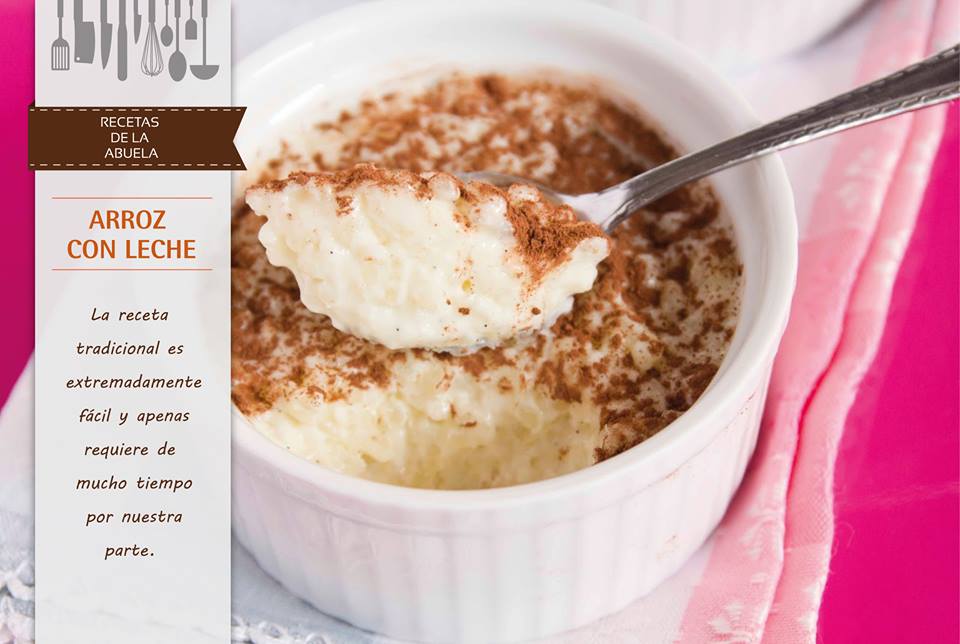 RECETAS
DE LA
ABUELA
ARROZ
CON LECHE
La receta
tradicional es
extremadamente
fácil y apenas
requiere de
mucho tiempo
por nuestra
parte.